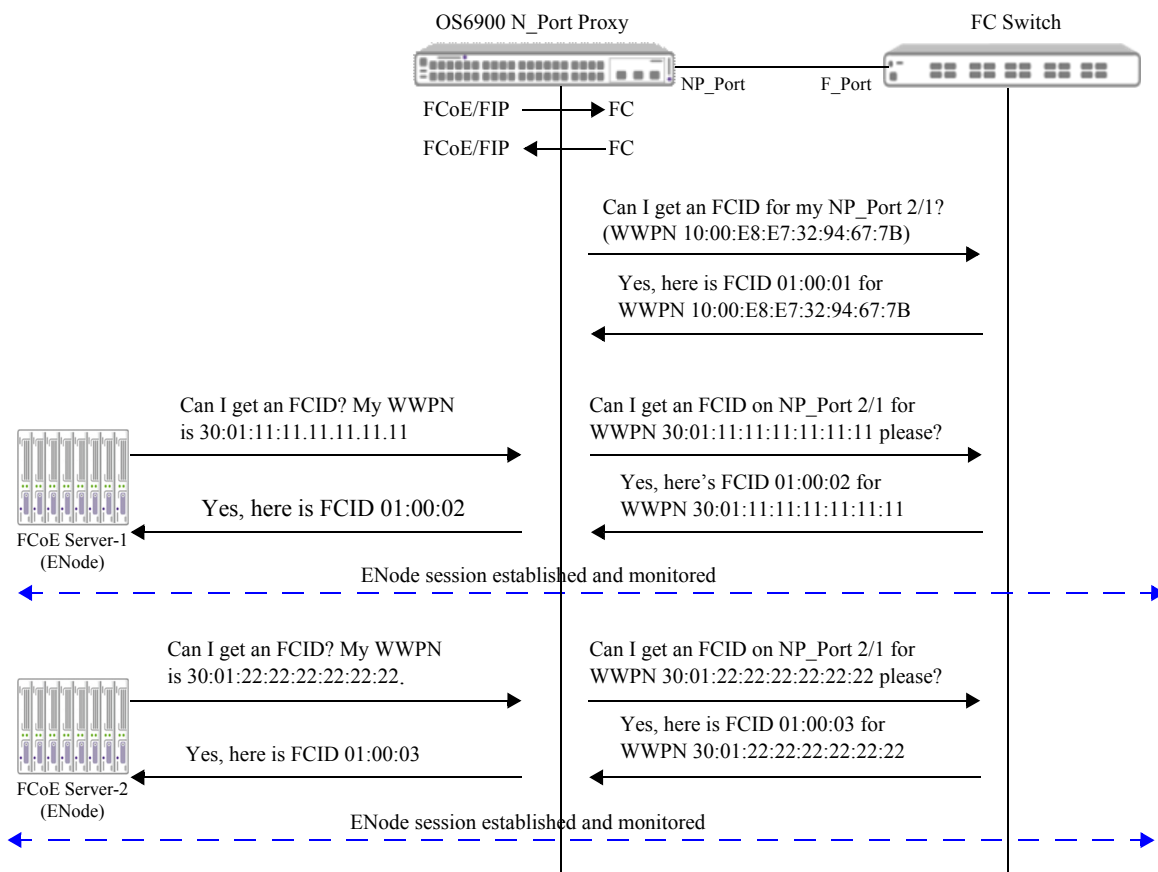 OS6900 N_Port Proxy
FC Switch
NP_Port
F_Port
FCoE/FIP
FC
FCoE/FIP
FC
Can I get an FCID for my NP_Port 2/1?
(WWPN 10:00:E8:E7:32:94:67:7B)
Yes, here is FCID 01:00:01 for
WWPN 10:00:E8:E7:32:94:67:7B
Can I get an FCID? My WWPN
is 30:01:11:11.11.11.11.11
Can I get an FCID on NP_Port 2/1 for
WWPN 30:01:11:11:11:11:11:11 please?
Yes, here is FCID 01:00:02
Yes, here’s FCID 01:00:02 for
WWPN 30:01:11:11:11:11:11:11
FCoE Server-1
(ENode)
ENode session established and monitored
Can I get an FCID? My WWPN
is 30:01:22:22:22:22:22:22.
Can I get an FCID on NP_Port 2/1 for
WWPN 30:01:22:22:22:22:22:22 please?
Yes, here is FCID 01:00:03
Yes, here is FCID 01:00:03 for
WWPN 30:01:22:22:22:22:22:22
FCoE Server-2
(ENode)
ENode session established and monitored